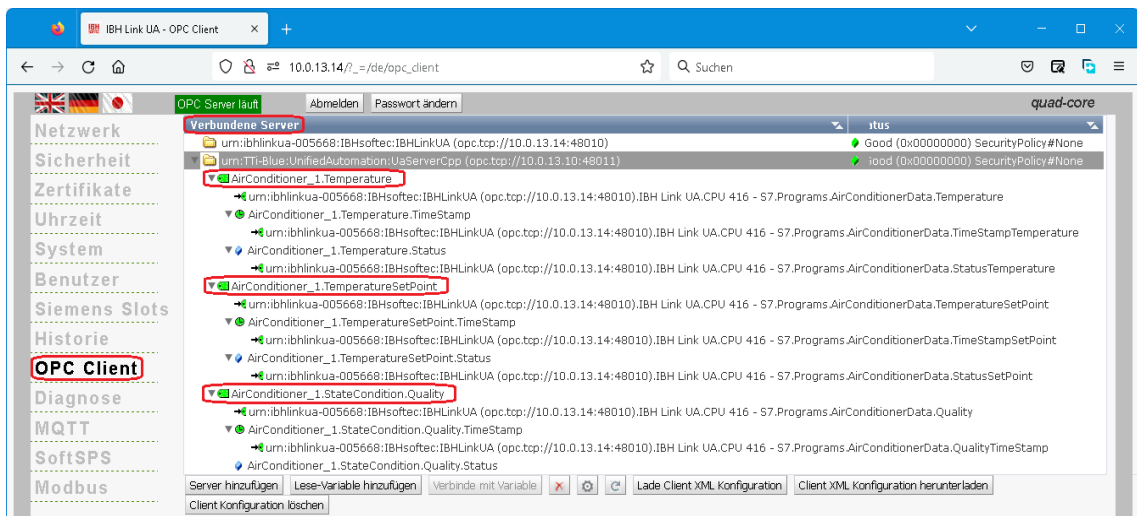 IBH Link UA - OPC Client
10.0.13.14/?_=/de/opc_client
Suchen
OPC Server läuft Abmelden Passwort ändern quad-core
Netzwerk
Sicherheit
Zertifikate
Uhrzeit
System
Benutzer
Siemens Slots
Historie
OPC Client
Diagnose
MQTT
SoftSPS
Modbus
Verbundene Server tus
urn:ibhlinkua-005668:IBHsoftec:IBHLinkUA (opc.tcp://10.0.13.14:48010) Good (0x00000000) SecurityPolicy#None
urn:TTi-Blue:UnifiedAutomation:UaServerCpp (opc.tcp://10.0.13.10:48011) ood (0x00000000) SecurityPolicy#None
AirConditioner_1.Temperature
urn:ibhlinkua-005668:IBHsoftec:IBHLinkUA (opc.tcp://10.0.13.14:48010).IBH Link UA.CPU 416 - S7.Programs.AirConditionerData.Temperature
AirConditioner_1.Temperature.TimeStamp
urn:ibhlinkua-005668:IBHsoftec:IBHLinkUA (opc.tcp://10.0.13.14:48010).IBH Link UA.CPU 416 - S7.Programs.AirConditionerData.TimeStampTemperature
AirConditioner_1.Temperature.Status
urn:ibhlinkua-005668:IBHsoftec:IBHLinkUA (opc.tcp://10.0.13.14:48010).IBH Link UA.CPU 416 - S7.Programs.AirConditionerData.StatusTemperature
AirConditioner_1.TemperatureSetPoint
urn:ibhlinkua-005668:IBHsoftec:IBHLinkUA (opc.tcp://10.0.13.14:48010).IBH Link UA.CPU 416 - S7.Programs.AirConditionerData.TemperatureSetPoint
AirConditioner_1.TemperatureSetPoint.TimeStamp
urn:ibhlinkua-005668:IBHsoftec:IBHLinkUA (opc.tcp://10.0.13.14:48010).IBH Link UA.CPU 416 - S7.Programs.AirConditionerData.TimeStampSetPoint
AirConditioner_1.TemperatureSetPoint.Status
urn:ibhlinkua-005668:IBHsoftec:IBHLinkUA (opc.tcp://10.0.13.14:48010).IBH Link UA.CPU 416 - S7.Programs.AirConditionerData.StatusSetPoint
AirConditioner_1.StateCondition.Quality
urn:ibhlinkua-005668:IBHsoftec:IBHLinkUA (opc.tcp://10.0.13.14:48010).IBH Link UA.CPU 416 - S7.Programs.AirConditionerData.Quality
AirConditioner_1.StateCondition.Quality.TimeStamp
urn:ibhlinkua-005668:IBHsoftec:IBHLinkUA (opc.tcp://10.0.13.14:48010).IBH Link UA.CPU 416 - S7.Programs.AirConditionerData.QualityTimeStamp
AirConditioner_1.StateCondition.Quality.Status
Server hinzufügen Lese-Variable hinzufügen Verbinde mit Variable Lade Client XML Konfiguration Client XML Konfiguration herunterladen
Client Konfiguration löschen